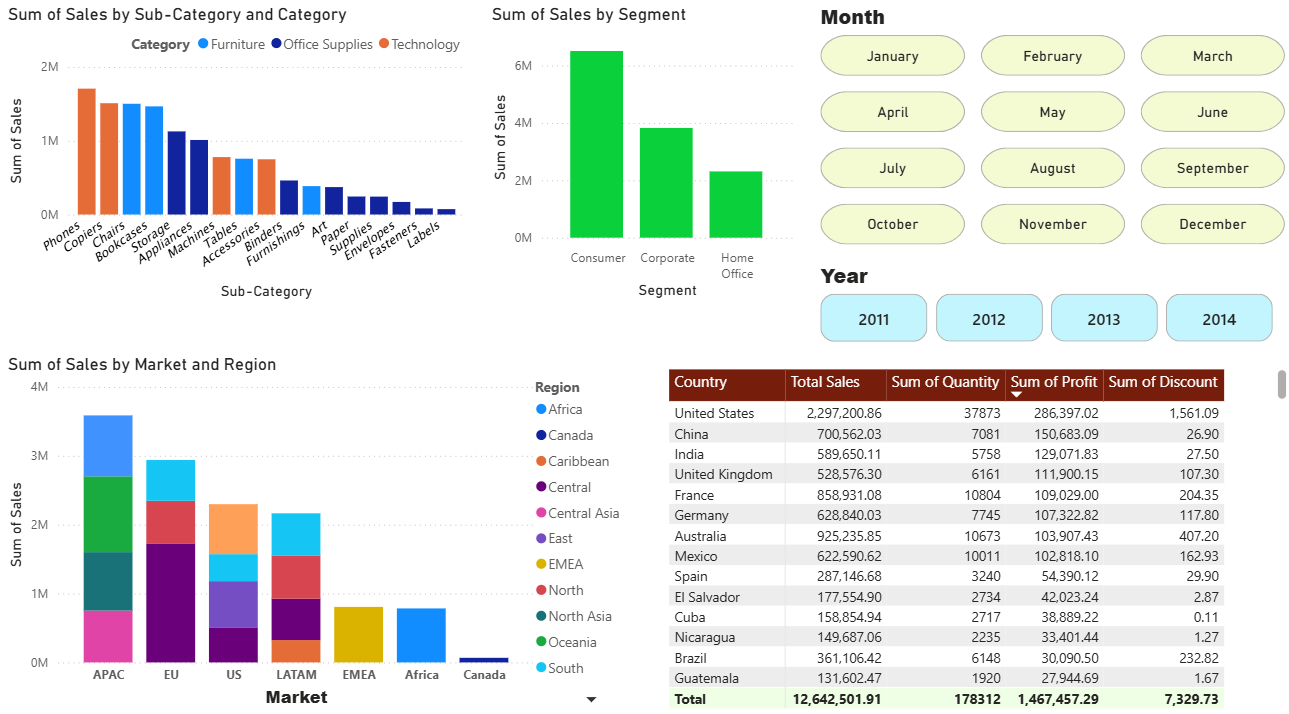 Sum of Sales by Sub-Category and Category
Category Furniture Office Supplies Technology
Sum of Sales
2M
1M
0M
Phones
Copiers
Chairs
Bookcases
Storage
Appliances
Machines
Tables
Accessories
Binders
Furnishings
Art
Paper
Supplies
Envelopes
Fasteners
Labels
Sub-Category
Sum of Sales by Segment
Sum of Sales
6M
4M
2M
0M
Consumer
Corporate
Home
Office
Segment
Month
January February March
April May June
July August September
October November December
Year
2011 2012 2013 2014
Sum of Sales by Market and Region
Sum of Sales
4M
3M
2M
1M
0M
APAC EU US LATAM EMEA Africa Canada
Market
Region
Africa
Canada
Caribbean
Central
Central Asia
East
EMEA
North
North Asia
Oceania
South
Country Total Sales Sum of Quantity Sum of Profit Sum of Discount
United States 2,297,200.86 37873 286,397.02 1,561.09
China 700,562.03 7081 150,683.09 26.90
India 589,650.11 5758 129,071.83 27.50
United Kingdom 528,576.30 6161 111,900.15 107.30
France 858,931.08 10804 109,029.00 204.35
Germany 628,840.03 7745 107,322.82 117.80
Australia 925,235.85 10673 103,907.43 407.20
Mexico 622,590.62 10011 102,818.10 162.93
Spain 287,146.68 3240 54,390.12 29.90
El Salvador 177,554.90 2734 42,023.24 2.87
Cuba 158,854.94 2717 38,889.22 0.11
Nicaragua 149,687.06 2235 33,401.44 1.27
Brazil 361,106.42 6148 30,090.50 232.82
Guatemala 131,602.47 1920 27,944.69 1.67
Total 12,642,501.91 178312 1,467,457.29 7,329.73